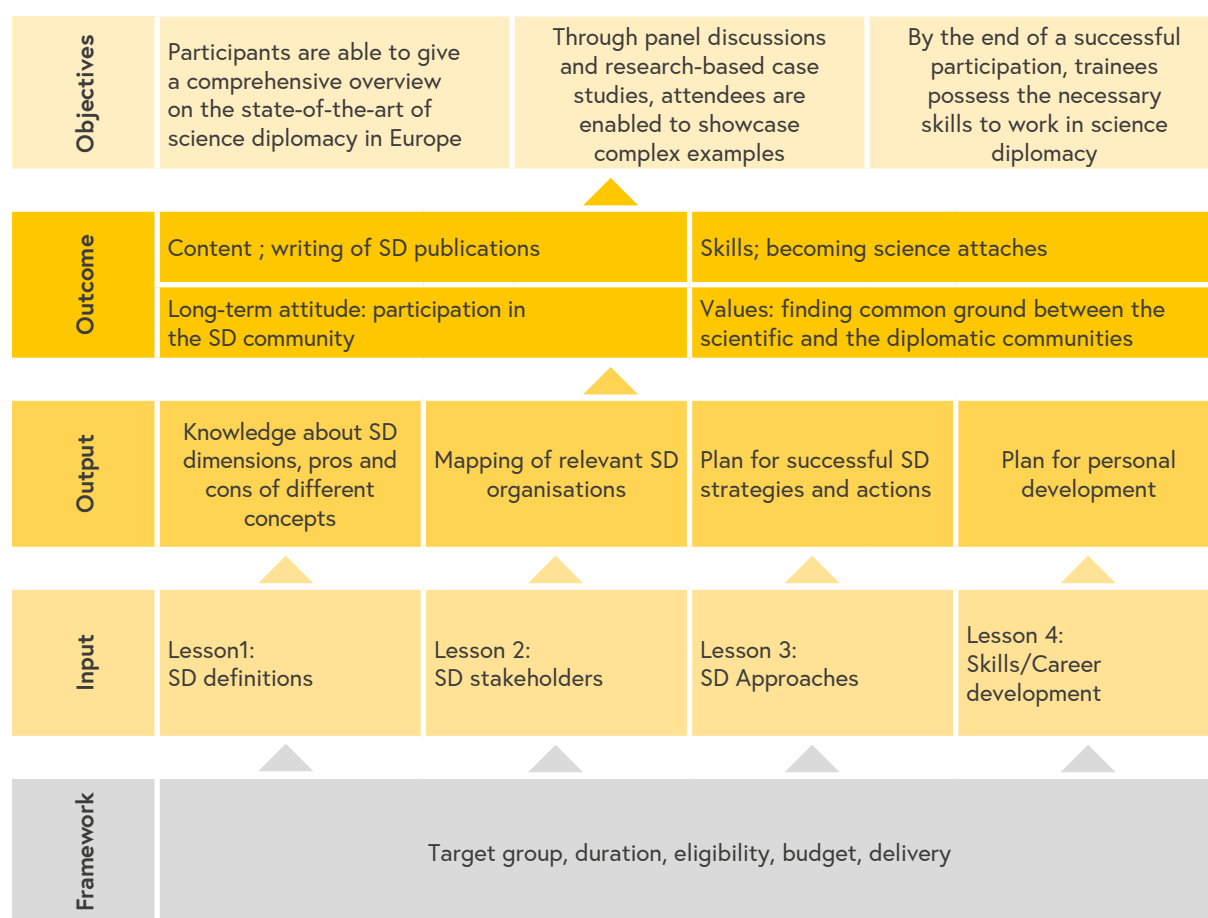 Objectives
Participants are able to give
a comprehensive overview
on the state-of-the-art of
science diplomacy in Europe
Through panel discussions
and research-based case
studies, attendees are
enabled to showcase
complex examples
By the end of a successful
participation, trainees
possess the necessary
skills to work in science
diplomacy
Outcome
Content ; writing of SD publications
Skills; becoming science attaches
Long-term attitude: participation in
the SD community
Values: finding common ground between the
scientific and the diplomatic communities
Output
Knowledge about SD
dimensions, pros and
cons of different
concepts
Mapping of relevant SD
organisations
Plan for successful SD
strategies and actions
Plan for personal
development
Input
Lesson1:
SD definitions
Lesson 2:
SD stakeholders
Lesson 3:
SD Approaches
Lesson 4:
Skills/Career
development
Framework
Target group, duration, eligibility, budget, delivery